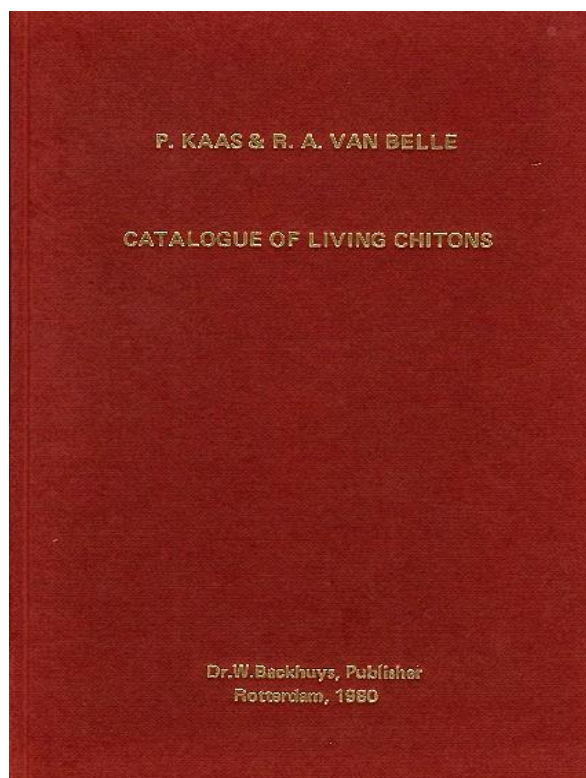 P. KAAS & R. A. VAN BELLE
CATALOGUE OF LIVING CHITONS
Dr.W.Backhuys, Publisher
Rotterdam, 1980